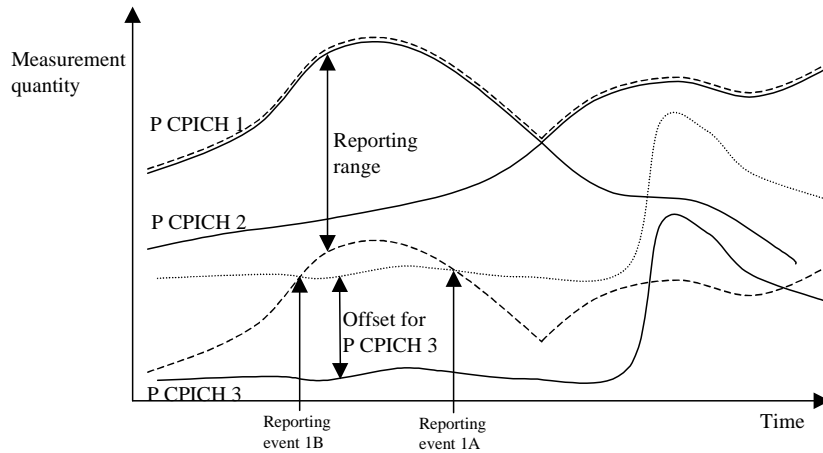 Measurement
quantity
P CPICH 1
Reporting
range
P CPICH 2
Offset for
P CPICH 3
P CPICH 3
Time
Reporting
event 1B
Reporting
event 1A